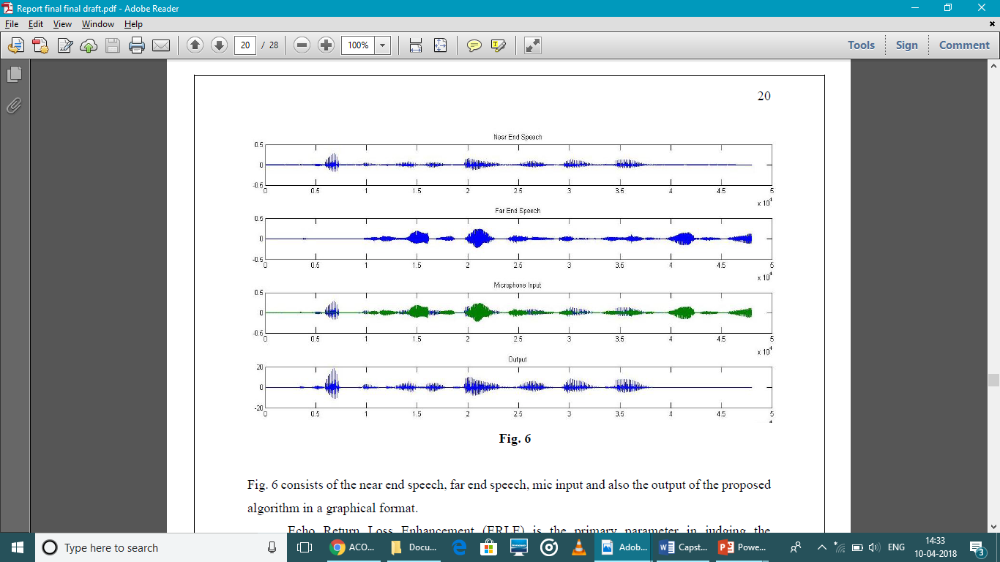 Report final final draft.pdf - Adobe Reader
File Edit View Window Help
20 / 28 100% Tools Sign Comment
20
Near End Speech
0.5
0
-0.5
0 0.5 1 1.5 2 2.5 3 3.5 4 4.5 5
x 10^4
Far End Speech
0.5
0
-0.5
0 0.5 1 1.5 2 2.5 3 3.5 4 4.5 5
x 10^4
Microphone Input
0.5
0
-0.5
0 0.5 1 1.5 2 2.5 3 3.5 4 4.5 5
x 10^4
Output
20
0
-20
0 0.5 1 1.5 2 2.5 3 3.5 4 4.5 5
Fig. 6
Fig. 6 consists of the near end speech, far end speech, mic input and also the output of the proposed
algorithm in a graphical format.
Echo Return Loss Enhancement (ERLE) is the primary parameter in judging the
Type here to search ACO... Docu... Adob... Capst... Powe... ENG 14:33
10-04-2018 3